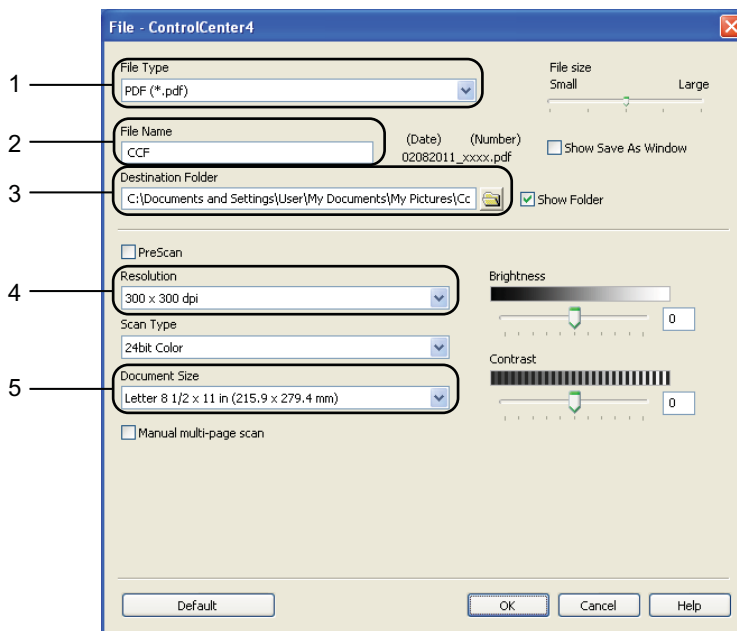 File - ControlCenter4
1
File Type
PDF (*.pdf)
File size
Small Large
2
File Name
CCF
(Date) (Number)
02082011_xxxx.pdf
Show Save As Window
3
Destination Folder
C:\Documents and Settings\User\My Documents\My Pictures\Cc
Show Folder
PreScan
4
Resolution
300 x 300 dpi
Brightness
0
Scan Type
24bit Color
Contrast
0
5
Document Size
Letter 8 1/2 x 11 in (215.9 x 279.4 mm)
Manual multi-page scan
Default OK Cancel Help